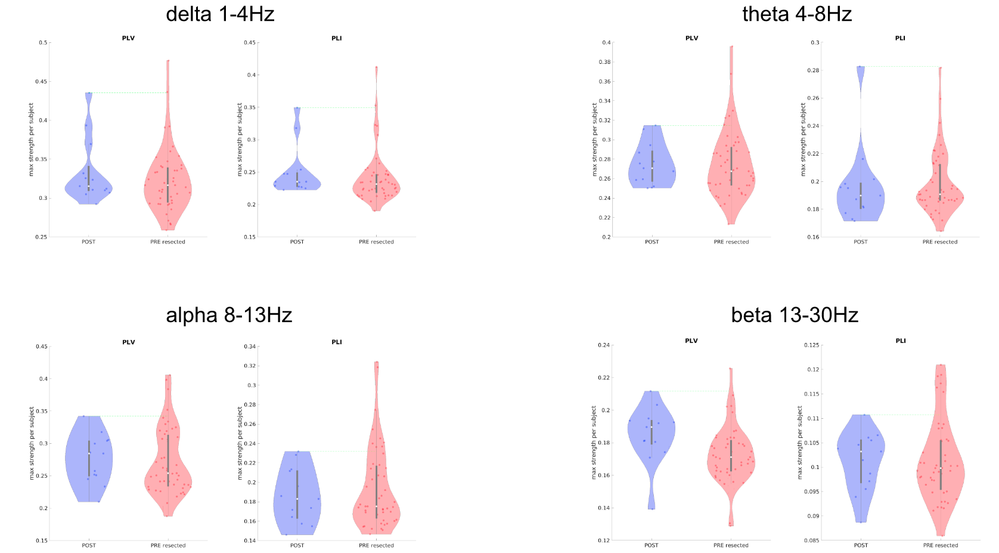 delta 1-4Hz
theta 4-8Hz
PLV
PLI
PLV
PLI
max strength per subject
0.5
0.45
0.4
0.35
0.3
0.25
POST
PRE resected
max strength per subject
0.45
0.4
0.35
0.3
0.25
0.2
0.15
POST
PRE resected
max strength per subject
0.4
0.38
0.36
0.34
0.32
0.3
0.28
0.26
0.24
0.22
0.2
POST
PRE resected
max strength per subject
0.3
0.28
0.26
0.24
0.22
0.2
0.18
0.16
POST
PRE resected
alpha 8-13Hz
beta 13-30Hz
PLV
PLI
PLV
PLI
max strength per subject
0.45
0.4
0.35
0.3
0.25
0.2
0.15
POST
PRE resected
max strength per subject
0.34
0.32
0.3
0.28
0.26
0.24
0.22
0.2
0.18
0.16
0.14
POST
PRE resected
max strength per subject
0.24
0.22
0.2
0.18
0.16
0.14
0.12
POST
PRE resected
max strength per subject
0.125
0.12
0.115
0.11
0.105
0.1
0.095
0.09
0.085
POST
PRE resected